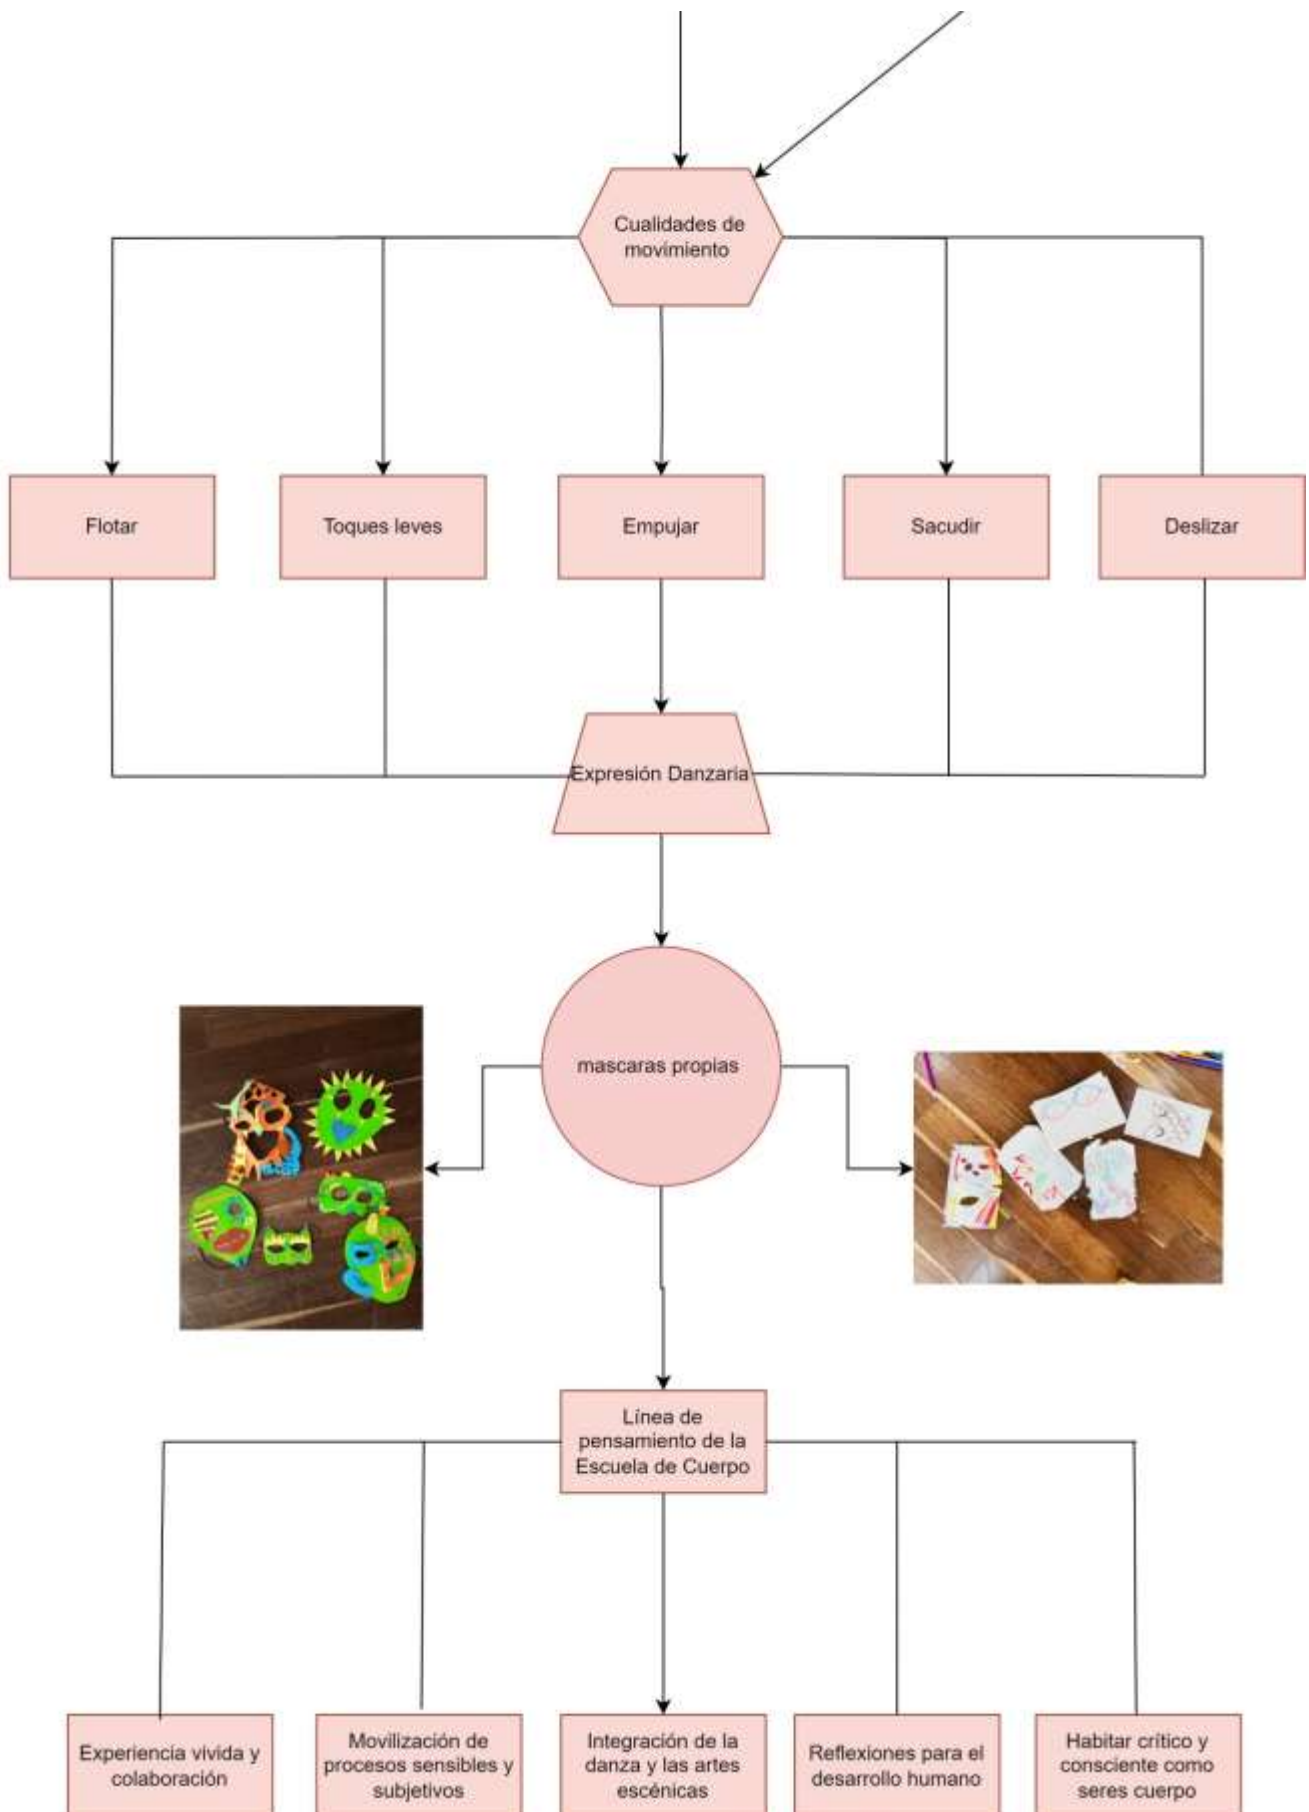 Cualidades de
movimiento
Flotar
Toques leves
Empujar
Sacudir
Deslizar
Expresión Danzaria
mascaras propias
Línea de
pensamiento de la
Escuela de Cuerpo
Experiencia vivida y
colaboración
Movilización de
procesos sensibles y
subjetivos
Integración de la
danza y las artes
escénicas
Reflexiones para el
desarrollo humano
Habitar crítico y
consciente como
seres cuerpo